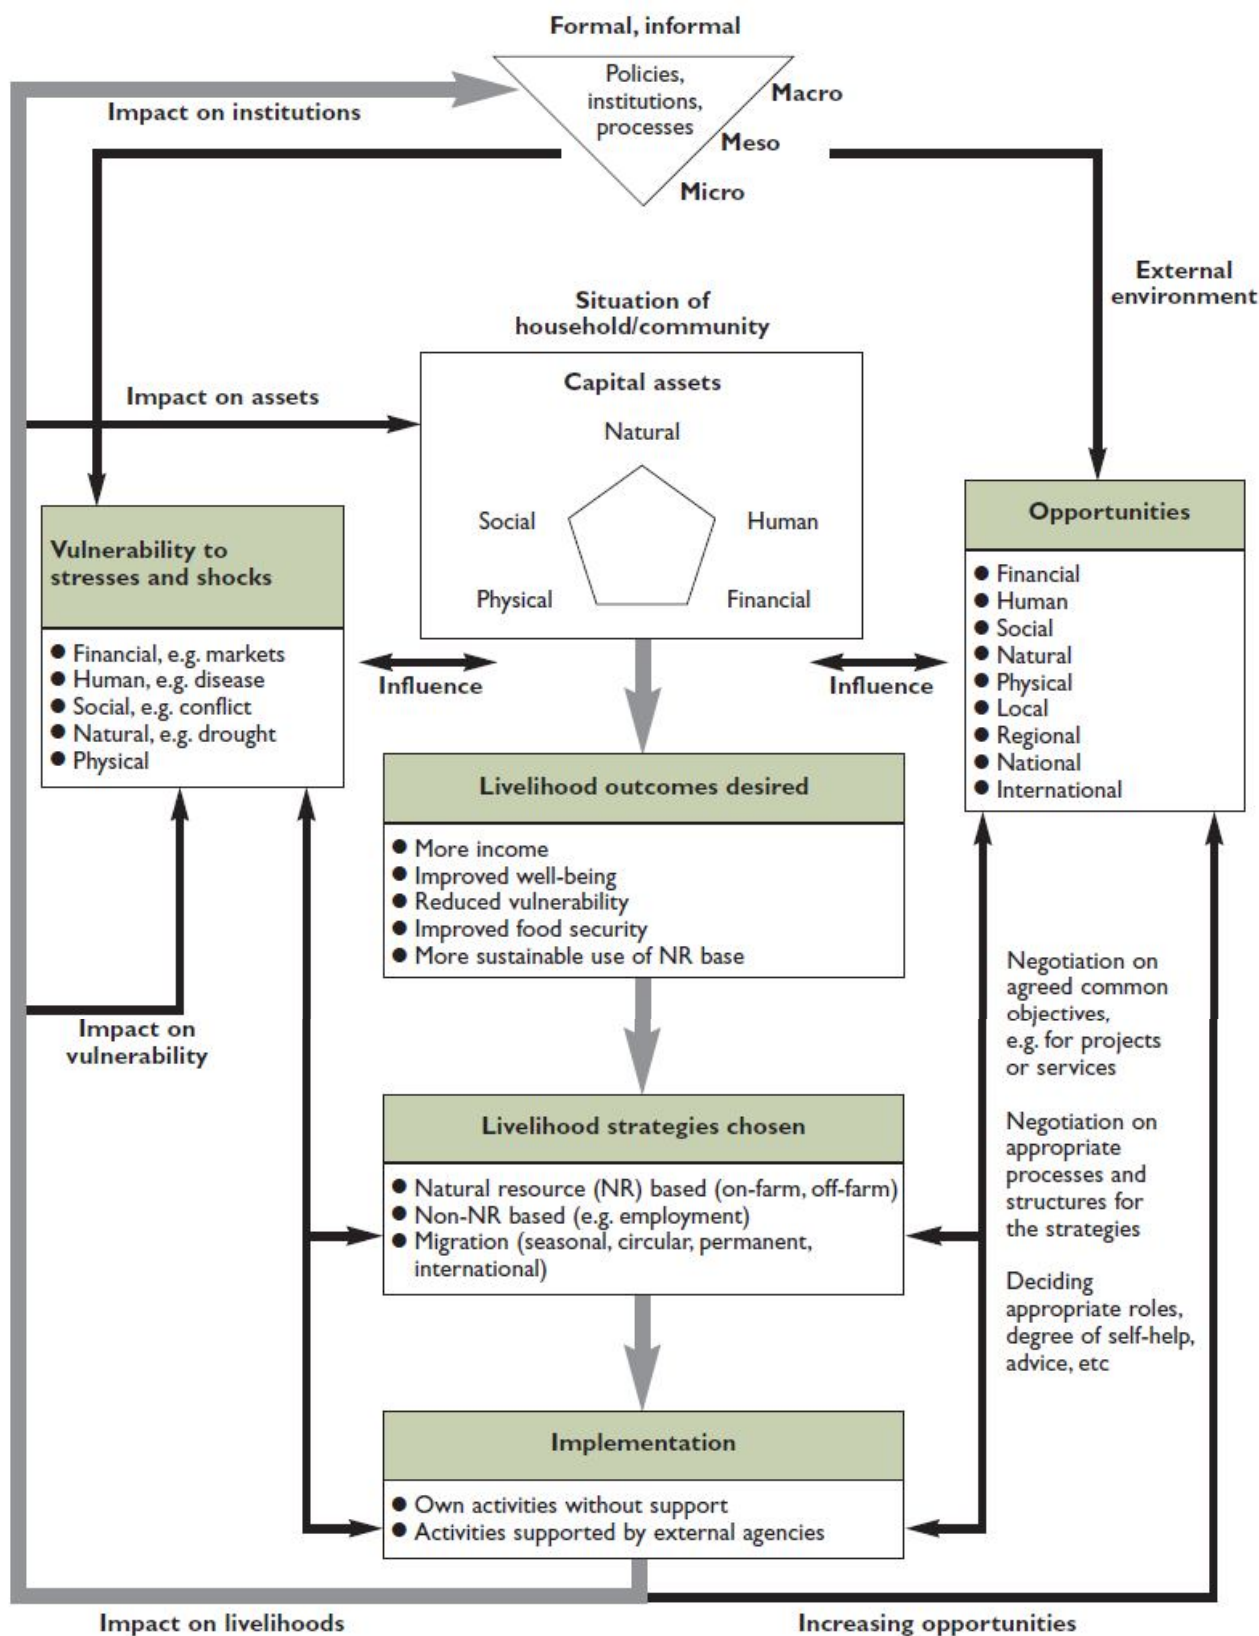 Formal, informal
Policies,
institutions,
processes
Macro
Meso
Micro
Impact on institutions
External
environment
Situation of
household/community
Capital assets
Natural
Social
Human
Physical
Financial
Impact on assets
Vulnerability to
stresses and shocks
● Financial, e.g. markets
● Human, e.g. disease
● Social, e.g. conflict
● Natural, e.g. drought
● Physical
Influence
Influence
Opportunities
● Financial
● Human
● Social
● Natural
● Physical
● Local
● Regional
● National
● International
Livelihood outcomes desired
● More income
● Improved well-being
● Reduced vulnerability
● Improved food security
● More sustainable use of NR base
Impact on
vulnerability
Negotiation on
agreed common
objectives,
e.g. for projects
or services
Negotiation on
appropriate
processes and
structures for
the strategies
Deciding
appropriate roles,
degree of self-help,
advice, etc
Livelihood strategies chosen
● Natural resource (NR) based (on-farm, off-farm)
● Non-NR based (e.g. employment)
● Migration (seasonal, circular, permanent,
international)
Implementation
● Own activities without support
● Activities supported by external agencies
Impact on livelihoods
Increasing opportunities